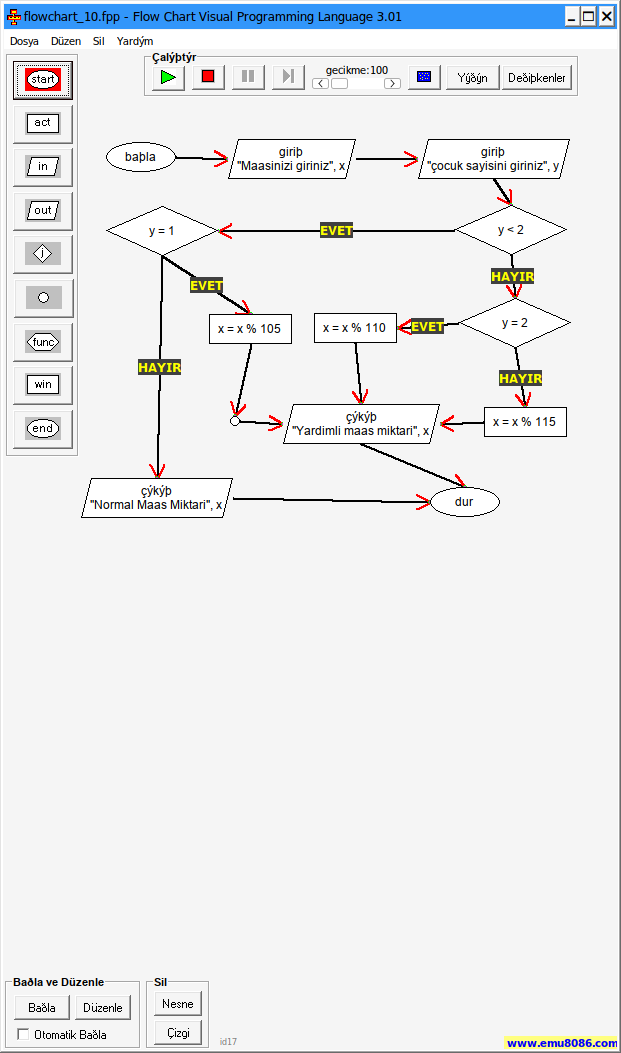 flowchart_10.fpp - Flow Chart Visual Programming Language 3.01
Dosya Düzen Sil Yardým
Çalýþtýr
gecikme:100
Yýðýn
Deðiþkenler
start
act
in
out
i
func
win
end
baþla
giriþ
"Maasinizi giriniz", x
giriþ
"çocuk sayisini giriniz", y
y = 1
EVET
y < 2
EVET
HAYIR
x = x % 105
x = x % 110
EVET
y = 2
HAYIR
HAYIR
çýkýþ
"Yardimli maas miktari", x
x = x % 115
çýkýþ
"Normal Maas Miktari", x
dur
Baðla ve Düzenle
Baðla
Düzenle
Otomatik Baðla
Sil
Nesne
Çizgi
id17
www.emu8086.com